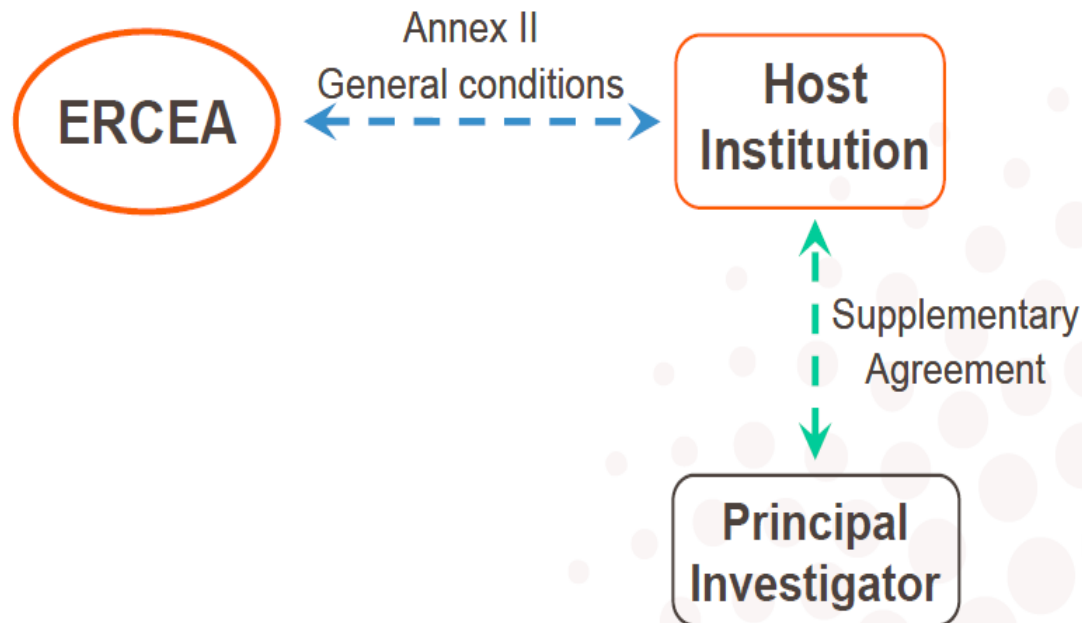 Annex II
General conditions
ERCEA
Host
Institution
Supplementary
Agreement
Principal
Investigator